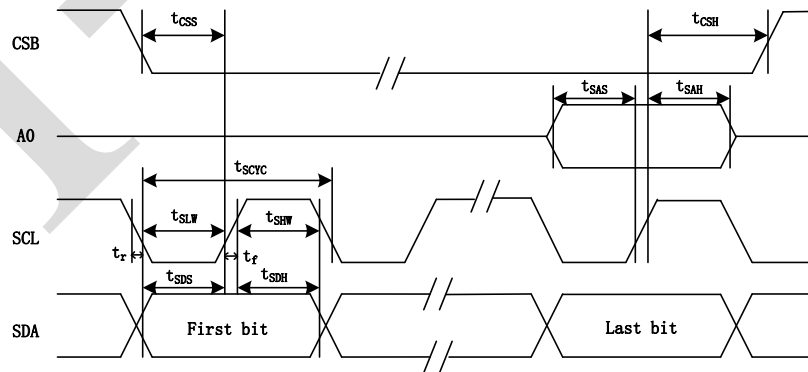 CSB
tCSS
tCSH
A0
tSAS
tSAH
tSCYC
SCL
tSLW
tSHW
tr
tf
tSDS
tSDH
SDA
First bit
Last bit